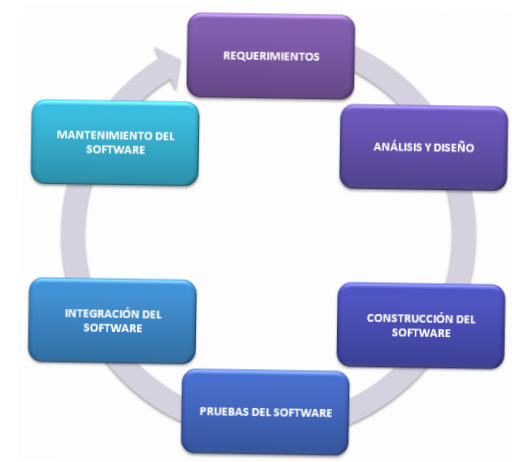 REQUERIMIENTOS
ANÁLISIS Y DISEÑO
CONSTRUCCIÓN DEL
SOFTWARE
PRUEBAS DEL SOFTWARE
INTEGRACIÓN DEL
SOFTWARE
MANTENIMIENTO DEL
SOFTWARE